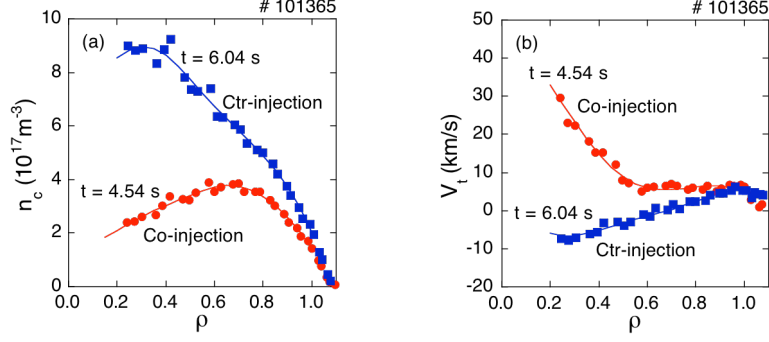 # 101365
(a)
t = 6.04 s
Ctr-injection
t = 4.54 s
Co-injection
n_c (10^17 m^-3)
10
8
6
4
2
0
0.0 0.2 0.4 0.6 0.8 1.0
ρ
# 101365
(b)
t = 4.54 s
Co-injection
t = 6.04 s
Ctr-injection
V_t (km/s)
50
40
30
20
10
0
-10
-20
0.0 0.2 0.4 0.6 0.8 1.0
ρ